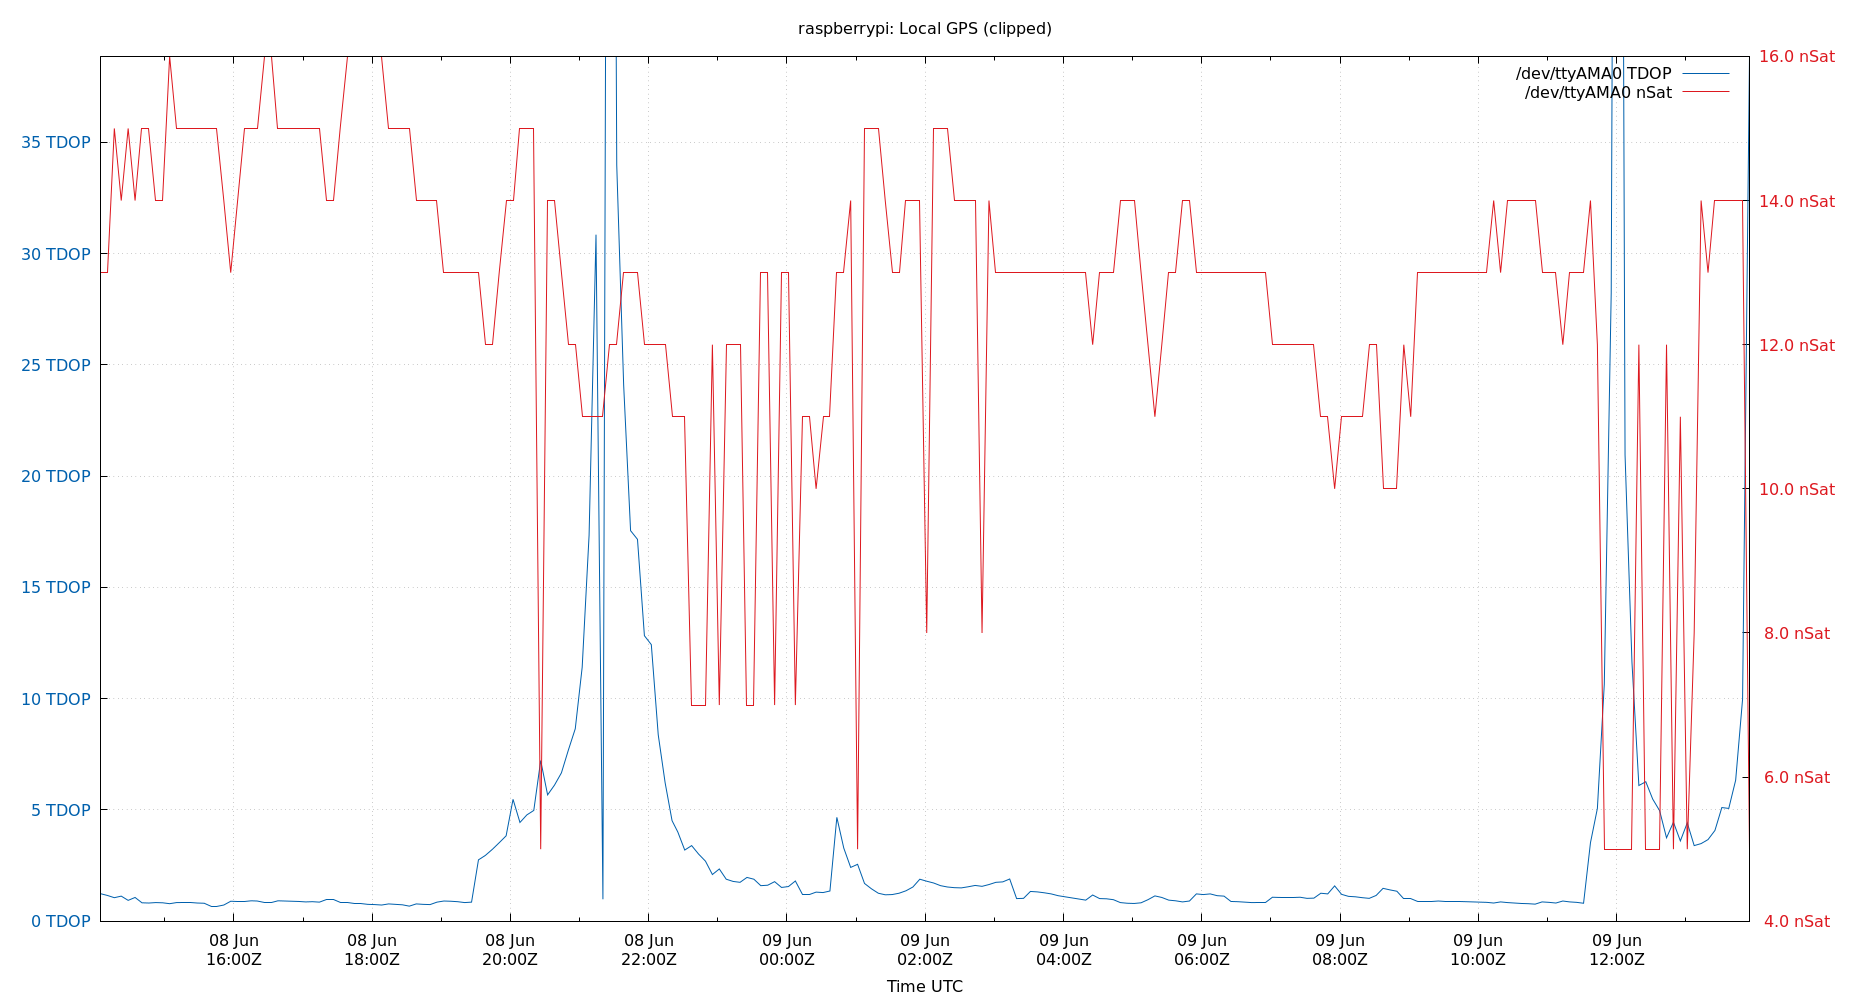 raspberrypi: Local GPS (clipped)
16.0 nSat
/dev/ttyAMA0 TDOP
/dev/ttyAMA0 nSat
35 TDOP
14.0 nSat
30 TDOP
12.0 nSat
25 TDOP
20 TDOP
10.0 nSat
15 TDOP
8.0 nSat
10 TDOP
6.0 nSat
5 TDOP
0 TDOP
4.0 nSat
08 Jun 08 Jun 08 Jun 08 Jun 09 Jun 09 Jun 09 Jun 09 Jun 09 Jun 09 Jun 09 Jun
16:00Z 18:00Z 20:00Z 22:00Z 00:00Z 02:00Z 04:00Z 06:00Z 08:00Z 10:00Z 12:00Z
Time UTC